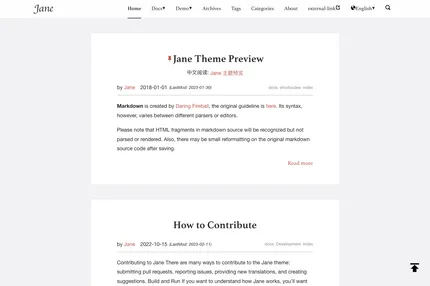 Jane
Home Docs▾ Demo▾ Archives Tags Categories About external-link English▾
Jane Theme Preview
中文阅读: Jane 主题预览
by Jane 2018-01-01 (LastMod: 2023-01-30) docs shortcodes index
Markdown is created by Daring Fireball, the original guideline is here. Its syntax,
however, varies between different parsers or editors.
Please note that HTML fragments in markdown source will be recognized but not
parsed or rendered. Also, there may be small reformatting on the original markdown
source code after saving.
Read more
How to Contribute
by Jane 2022-10-15 (LastMod: 2023-02-11) docs Development index
Contributing to Jane There are many ways to contribute to the Jane theme:
submitting pull requests, reporting issues, providing new translations, and creating
suggestions. Build and Run If you want to understand how Jane works, you'll want